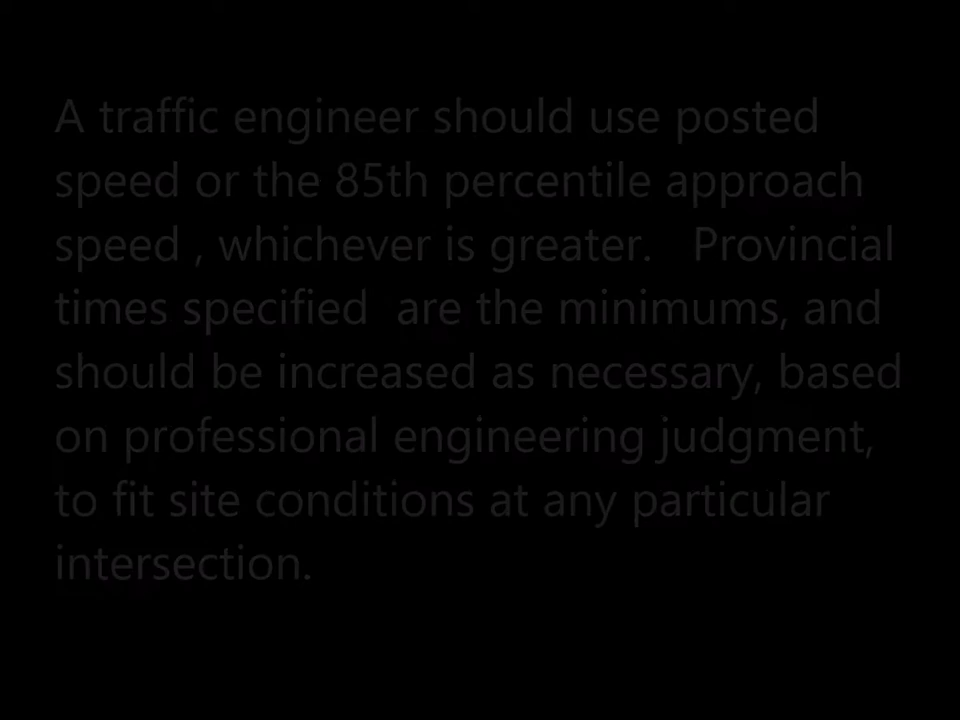 A traffic engineer should use posted
speed or the 85th percentile approach
speed , whichever is greater.   Provincial
times specified  are the minimums, and
should be increased as necessary, based
on professional engineering judgment,
to fit site conditions at any particular
intersection.